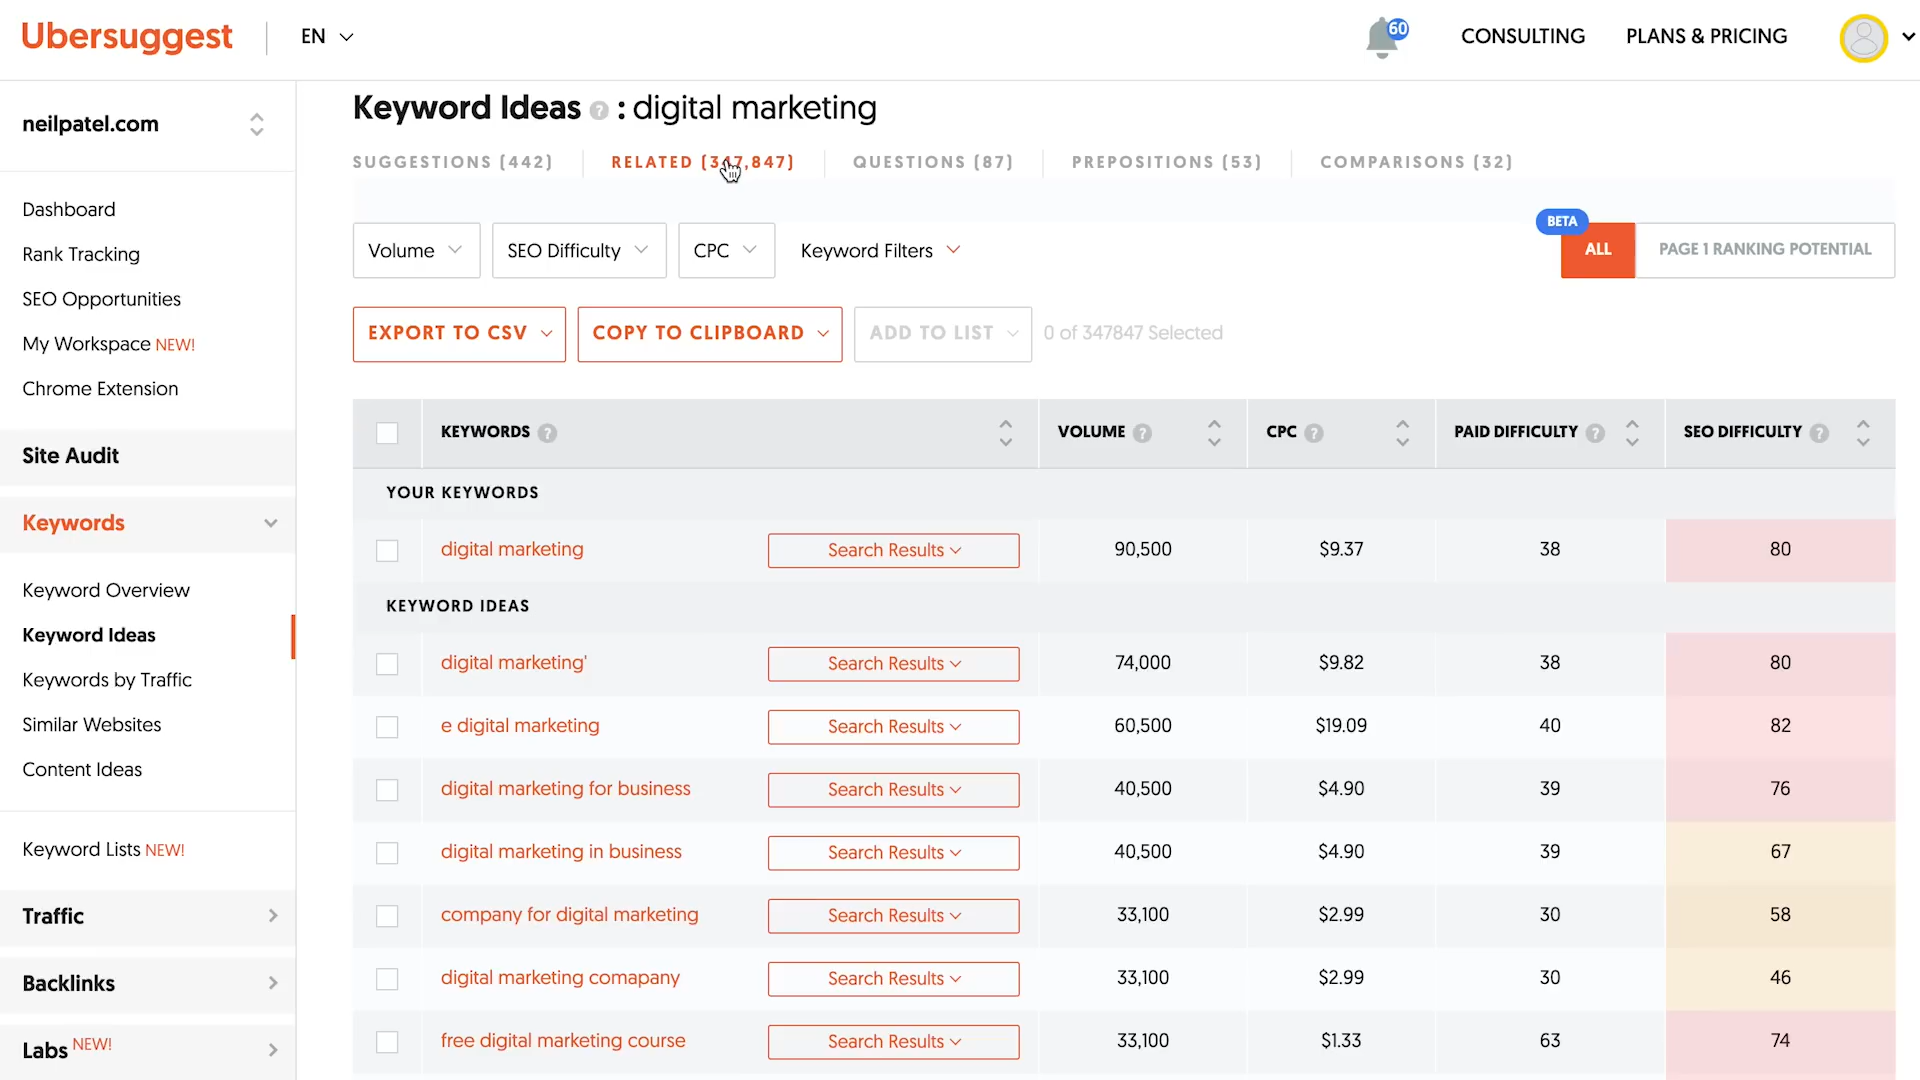 Ubersuggest EN 60 CONSULTING PLANS & PRICING
neilpatel.com
Dashboard
Rank Tracking
SEO Opportunities
My Workspace NEW!
Chrome Extension
Site Audit
Keywords
Keyword Overview
Keyword Ideas
Keywords by Traffic
Similar Websites
Content Ideas
Keyword Lists NEW!
Traffic
Backlinks
Labs NEW!
Keyword Ideas ? : digital marketing
SUGGESTIONS (442) RELATED (347,847) QUESTIONS (87) PREPOSITIONS (53) COMPARISONS (32)
BETA
Volume SEO Difficulty CPC Keyword Filters ALL PAGE 1 RANKING POTENTIAL
EXPORT TO CSV COPY TO CLIPBOARD ADD TO LIST 0 of 347847 Selected
KEYWORDS ? VOLUME ? CPC ? PAID DIFFICULTY ? SEO DIFFICULTY ?
YOUR KEYWORDS
digital marketing Search Results 90,500 $9.37 38 80
KEYWORD IDEAS
digital marketing' Search Results 74,000 $9.82 38 80
e digital marketing Search Results 60,500 $19.09 40 82
digital marketing for business Search Results 40,500 $4.90 39 76
digital marketing in business Search Results 40,500 $4.90 39 67
company for digital marketing Search Results 33,100 $2.99 30 58
digital marketing comapany Search Results 33,100 $2.99 30 46
free digital marketing course Search Results 33,100 $1.33 63 74